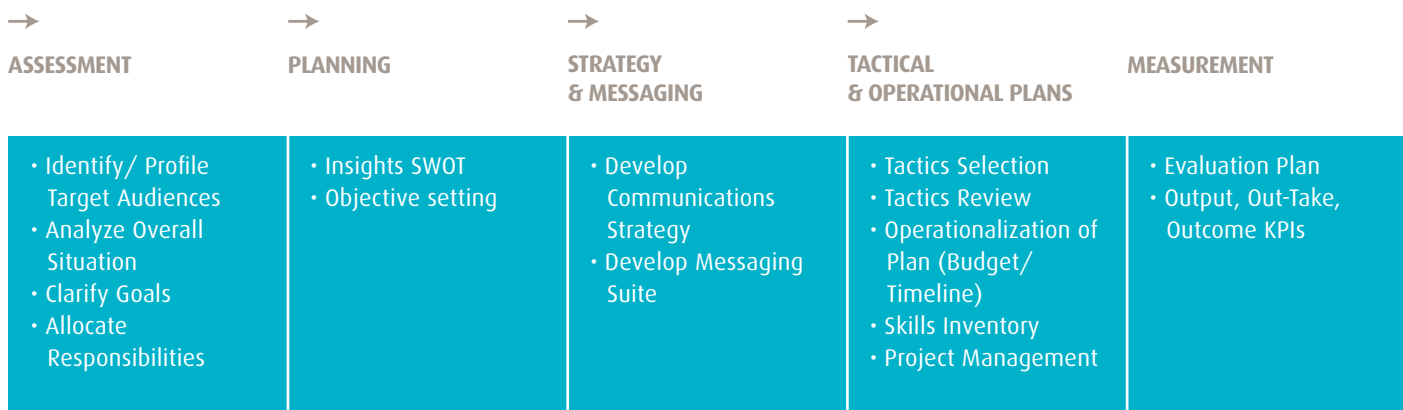 →
ASSESSMENT
• Identify/ Profile
Target Audiences
• Analyze Overall
Situation
• Clarify Goals
• Allocate
Responsibilities
→
PLANNING
• Insights SWOT
• Objective setting
→
STRATEGY
& MESSAGING
• Develop
Communications
Strategy
• Develop Messaging
Suite
→
TACTICAL
& OPERATIONAL PLANS
• Tactics Selection
• Tactics Review
• Operationalization of
Plan (Budget/
Timeline)
• Skills Inventory
• Project Management
MEASUREMENT
• Evaluation Plan
• Output, Out-Take,
Outcome KPIs